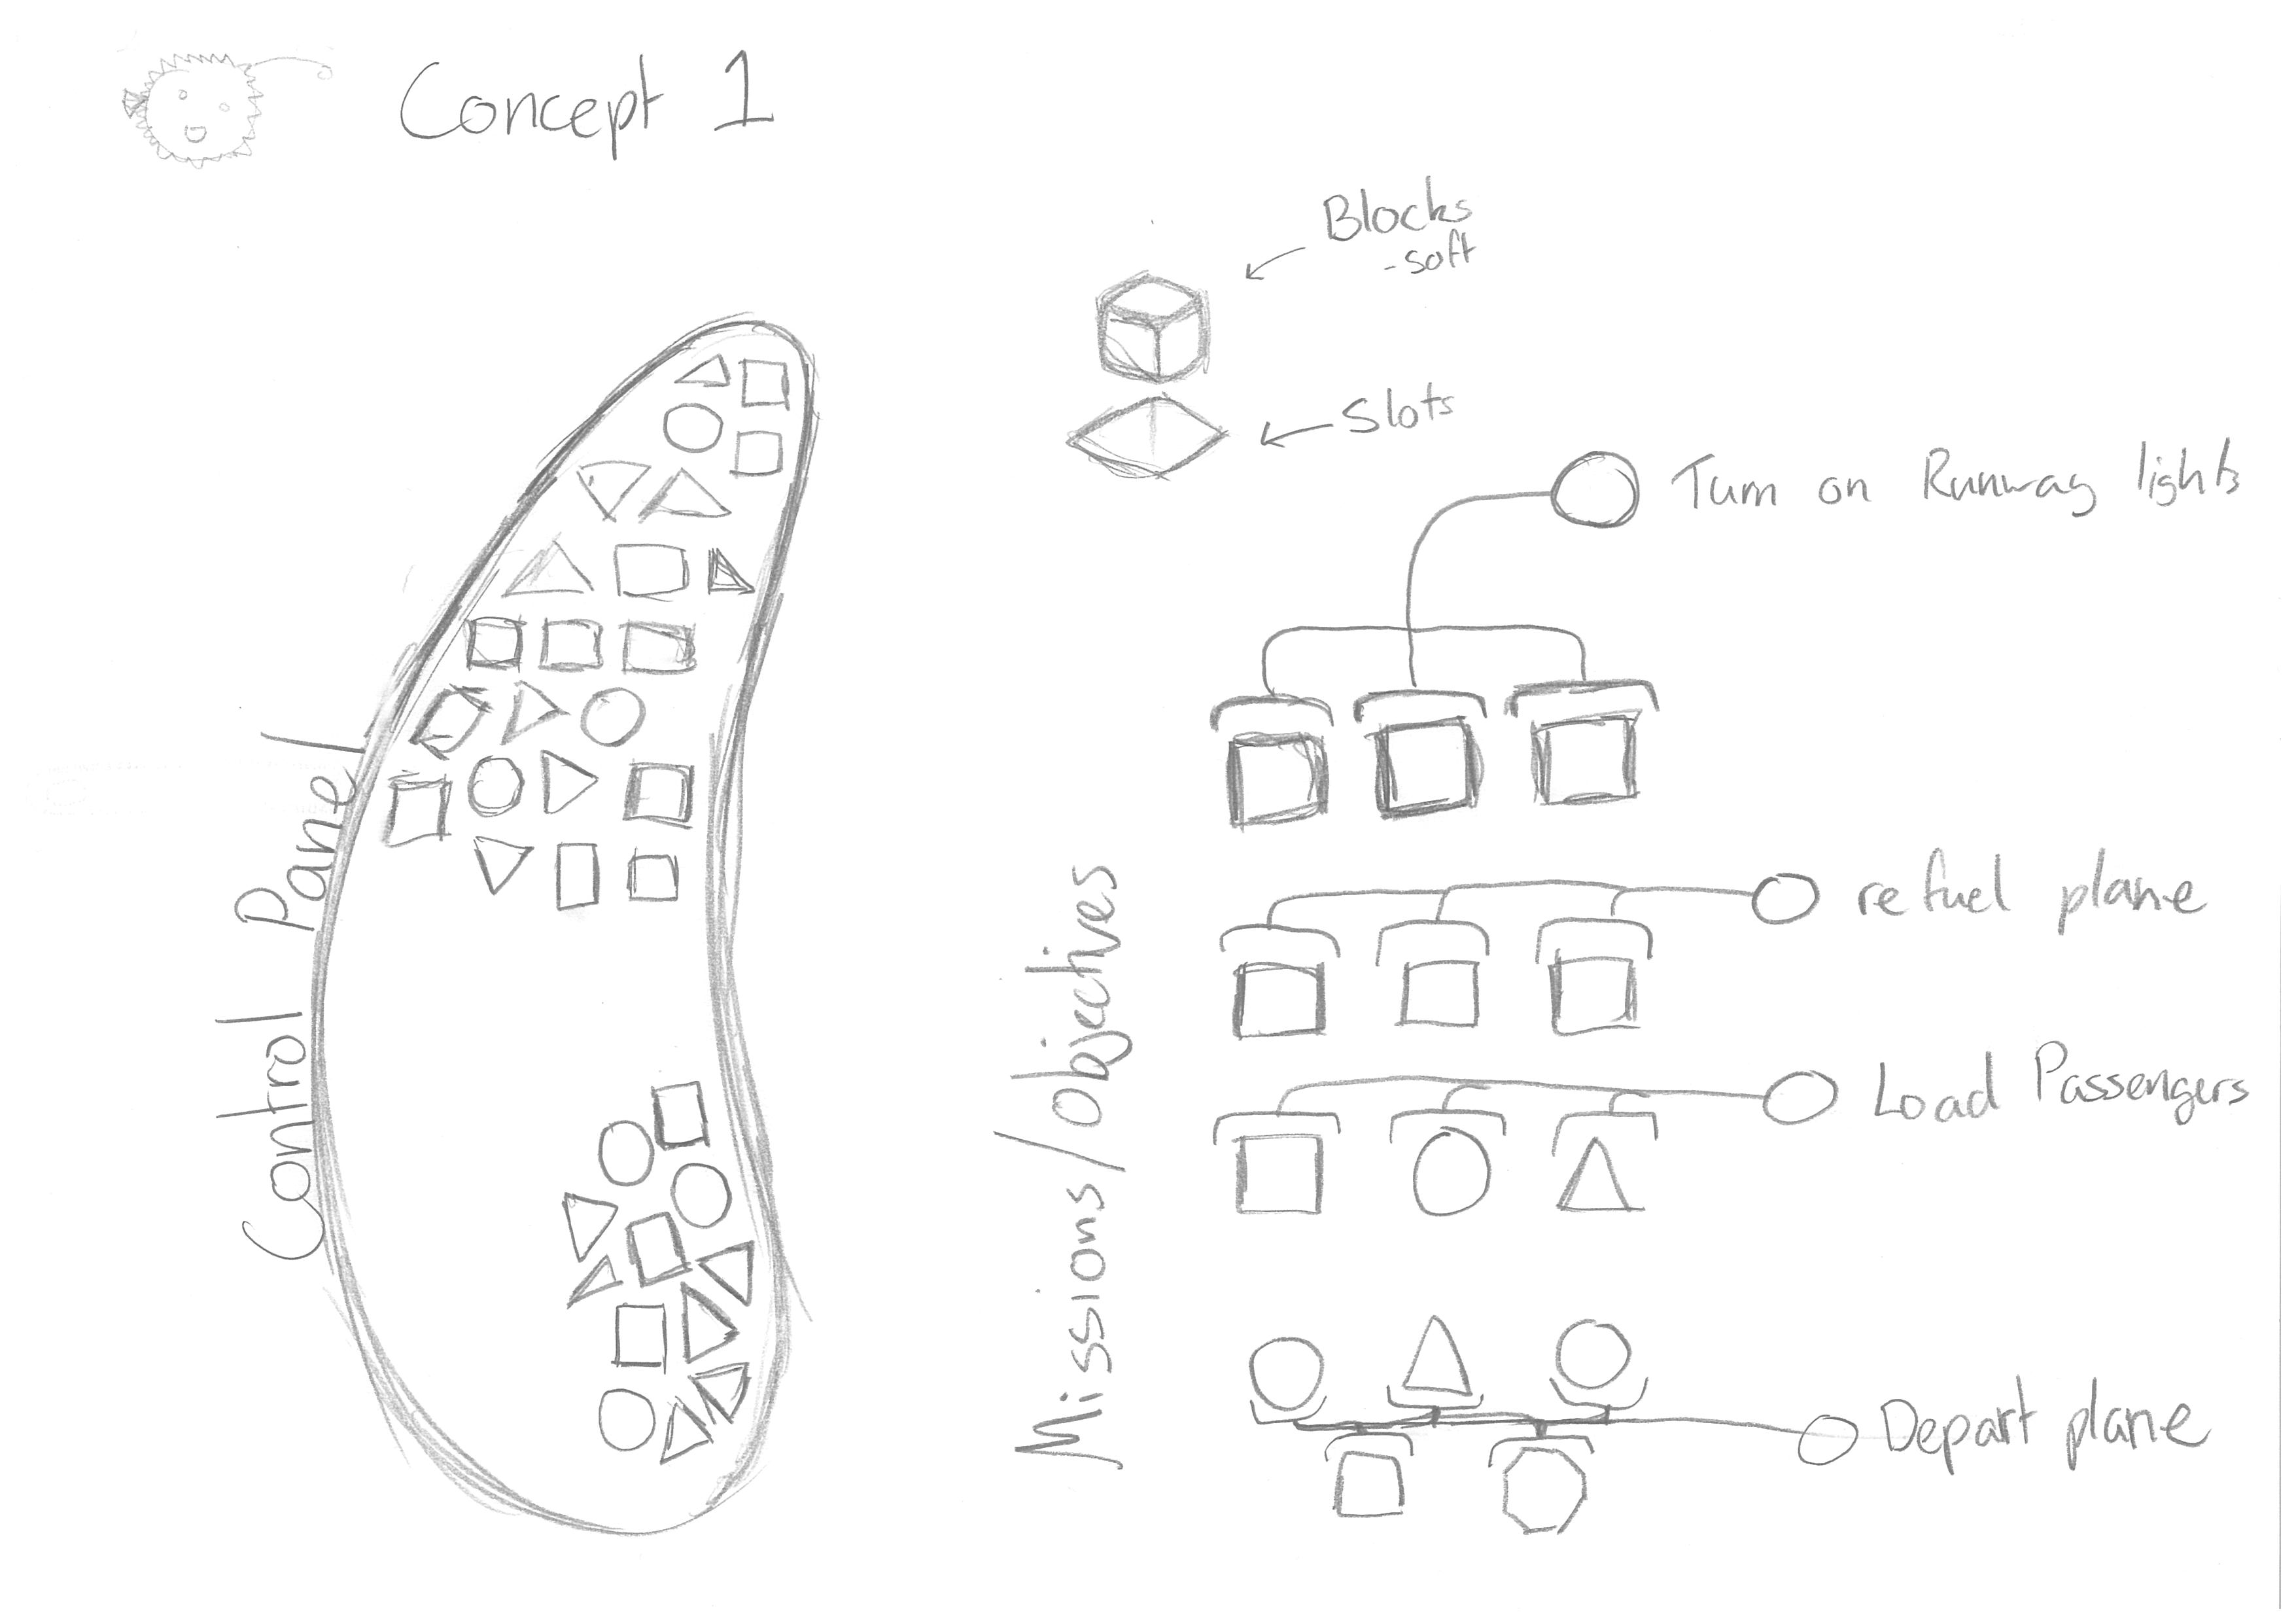 Concept 1
Blocks
- soft
Slots
Turn on Runway lights
Control Panel
Missions/Objectives
refuel plane
Load Passengers
Depart plane